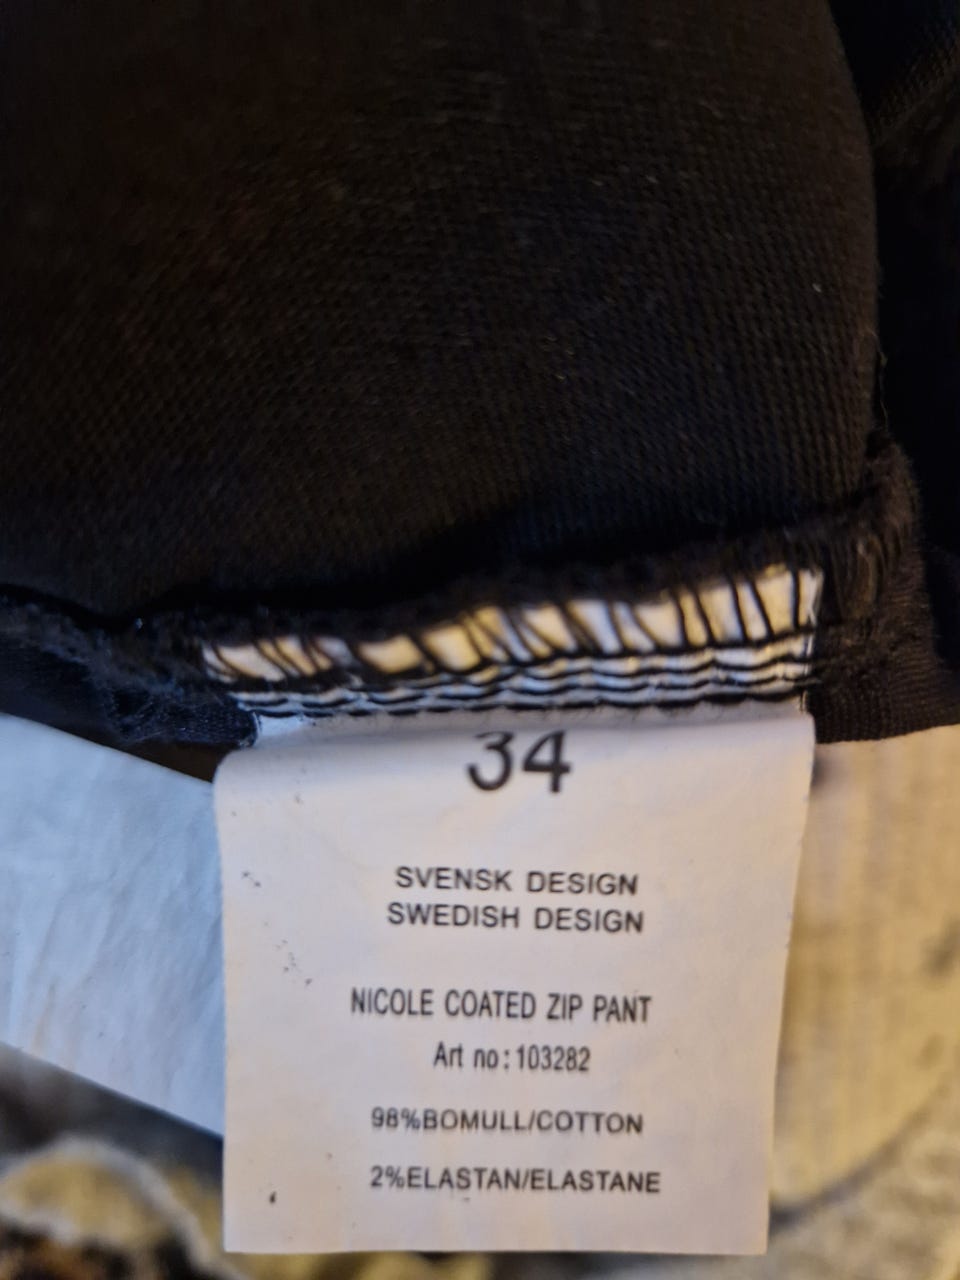 34
SVENSK DESIGN
SWEDISH DESIGN
NICOLE COATED ZIP PANT
Art no: 103282
98%BOMULL/COTTON
2%ELASTAN/ELASTANE